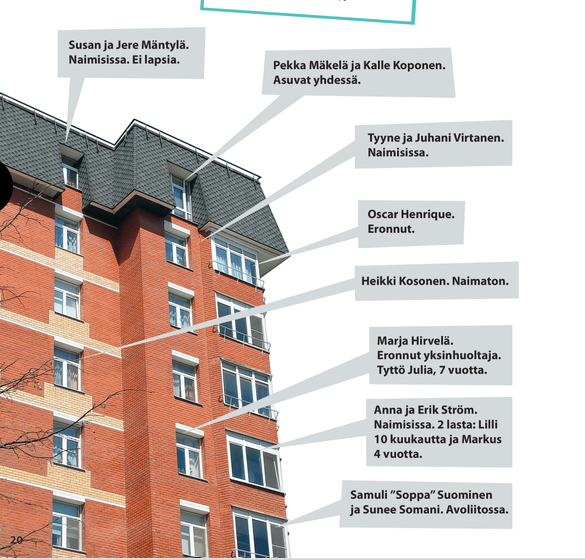 Susan ja Jere Mäntylä.
Naimisissa. Ei lapsia.
Pekka Mäkelä ja Kalle Koponen.
Asuvat yhdessä.
Tyyne ja Juhani Virtanen.
Naimisissa.
Oscar Henrique.
Eronnut.
Heikki Kosonen. Naimaton.
Marja Hirvelä.
Eronnut yksinhuoltaja.
Tyttö Julia, 7 vuotta.
Anna ja Erik Ström.
Naimisissa. 2 lasta: Lilli
10 kuukautta ja Markus
4 vuotta.
Samuli ”Soppa” Suominen
ja Sunee Somani. Avoliitossa.
20